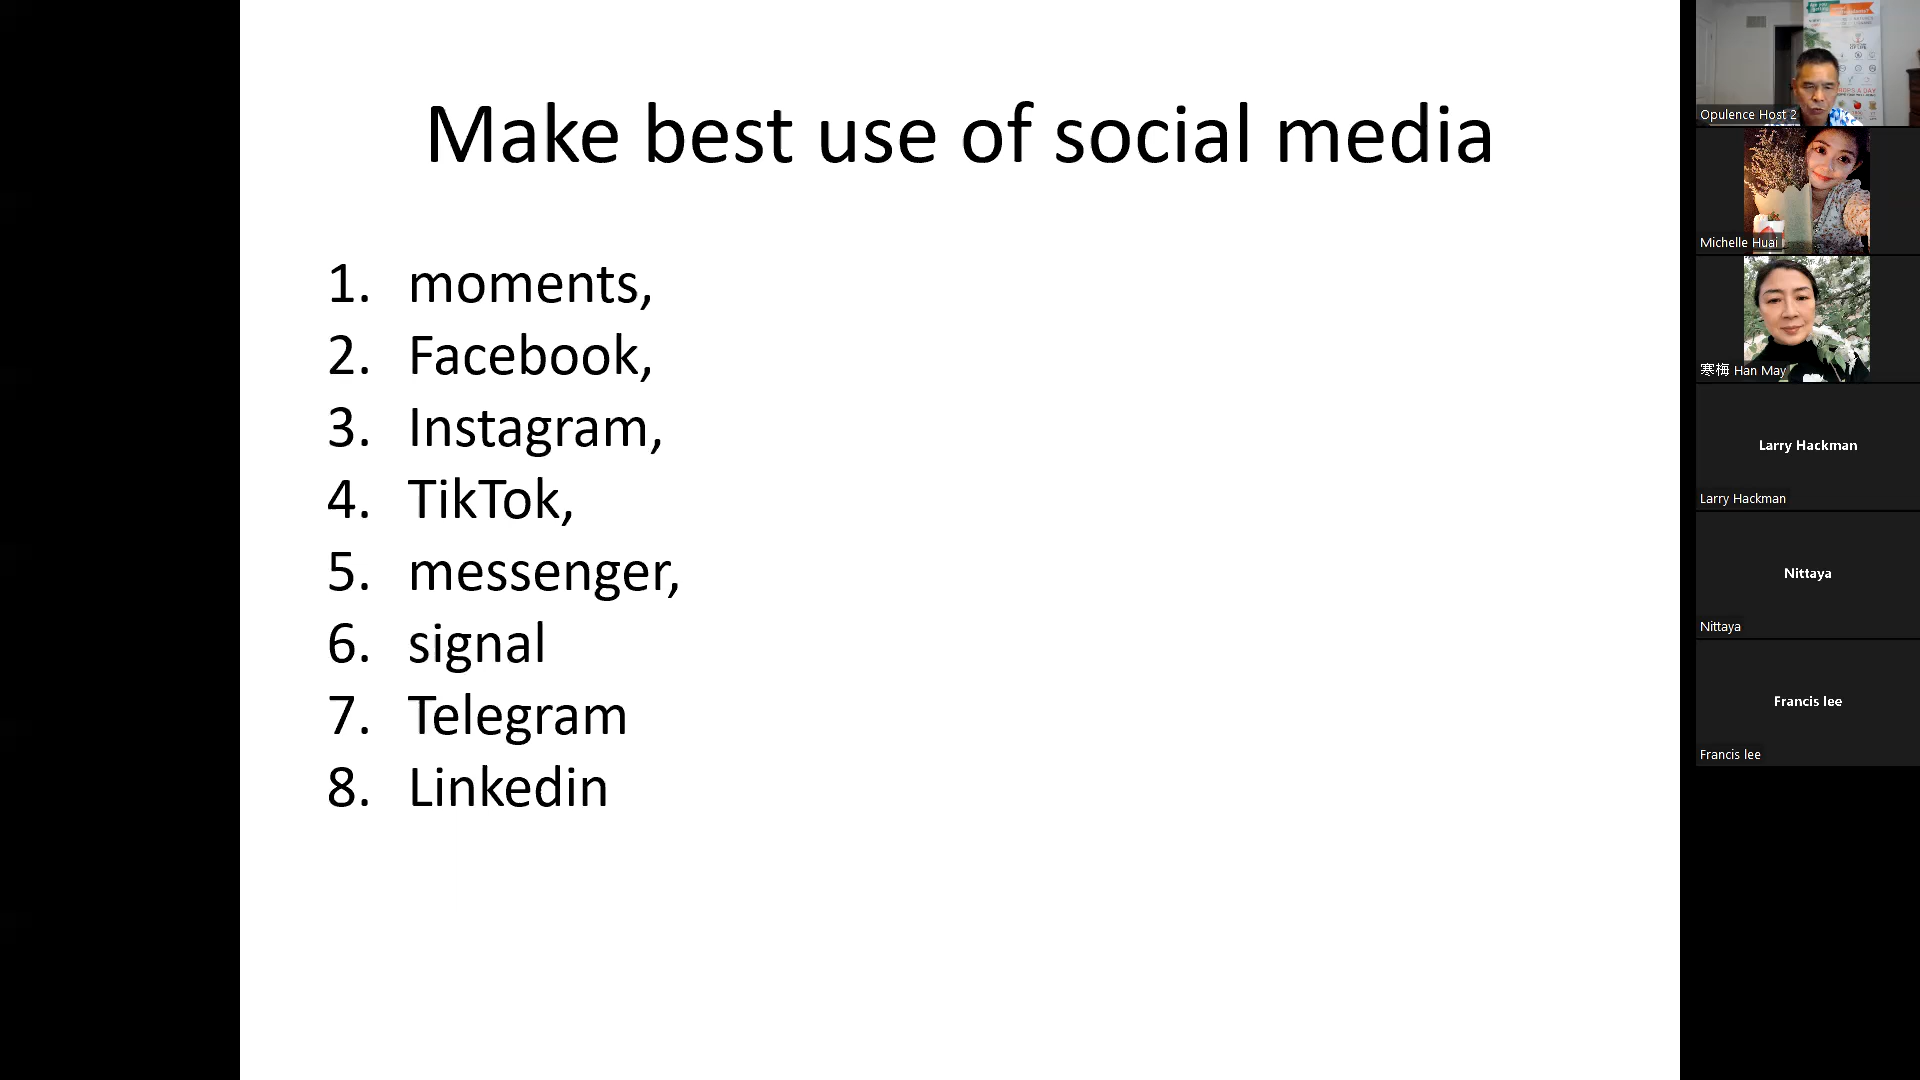 Make best use of social media
1. moments,
2. Facebook,
3. Instagram,
4. TikTok,
5. messenger,
6. signal
7. Telegram
8. Linkedin
Opulence Host 2
Michelle Huai
寒梅 Han May
Larry Hackman
Larry Hackman
Nittaya
Nittaya
Francis lee
Francis lee